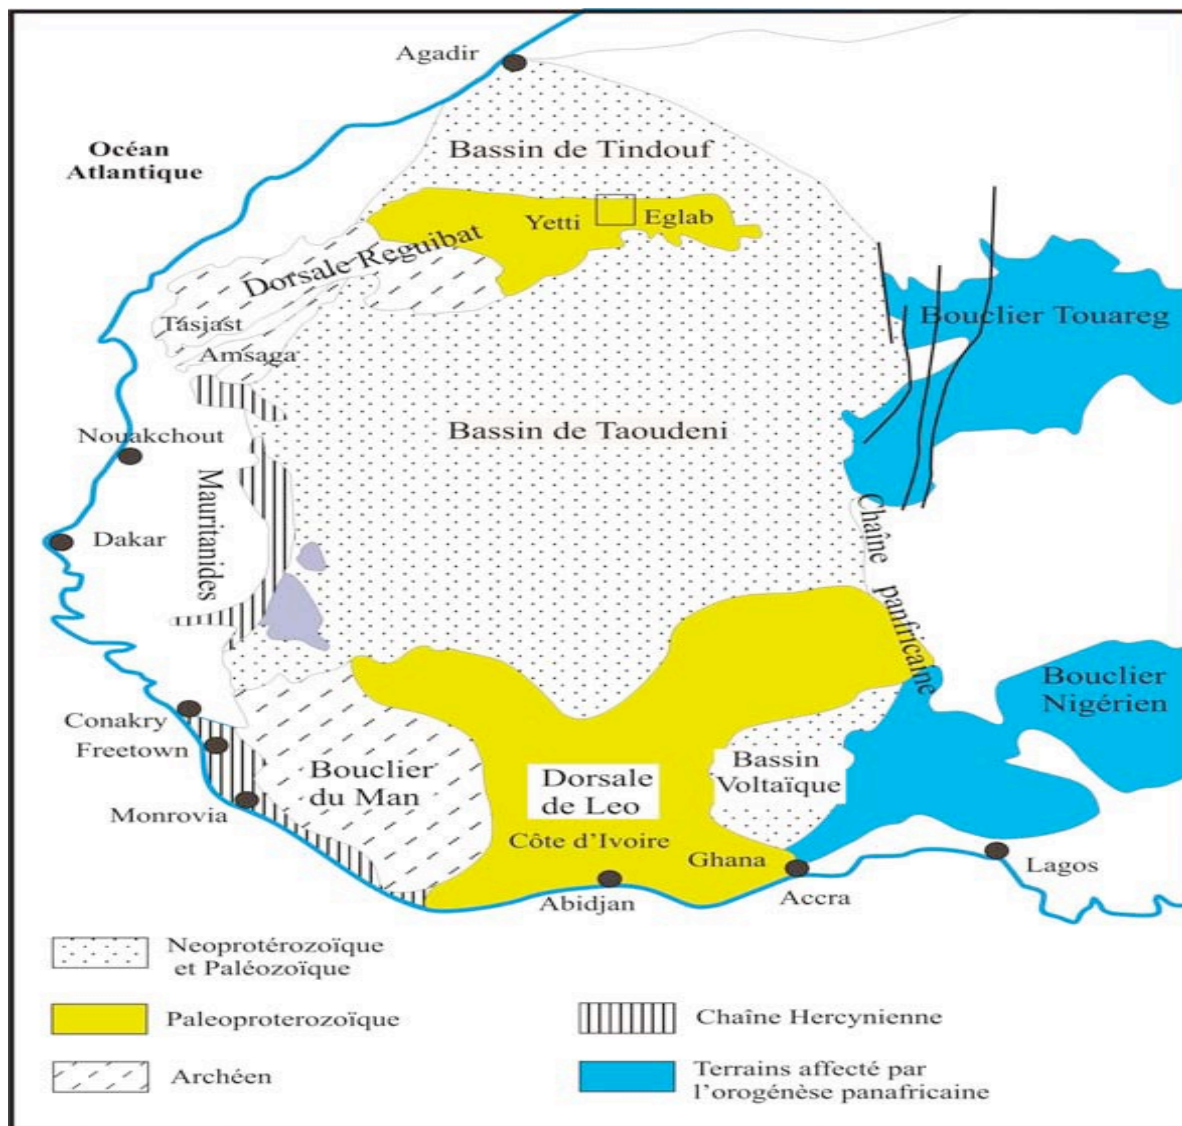 Agadir
Océan
Atlantique
Bassin de Tindouf
Yetti
Eglab
Dorsale Reguibat
Tasiast
Amsaga
Bouclier Touareg
Nouakchout
Bassin de Taoudeni
Mauritanides
Dakar
Chaîne panfricaine
Bouclier
Nigérien
Conakry
Freetown
Monrovia
Bouclier
du Man
Dorsale
de Leo
Bassin
Voltaïque
Côte d'Ivoire
Ghana
Abidjan
Accra
Lagos
Neoprotérozoïque
et Paléozoïque
Paleoproterozoïque
Archéen
Chaîne Hercynienne
Terrains affecté par
l'orogénèse panafricaine